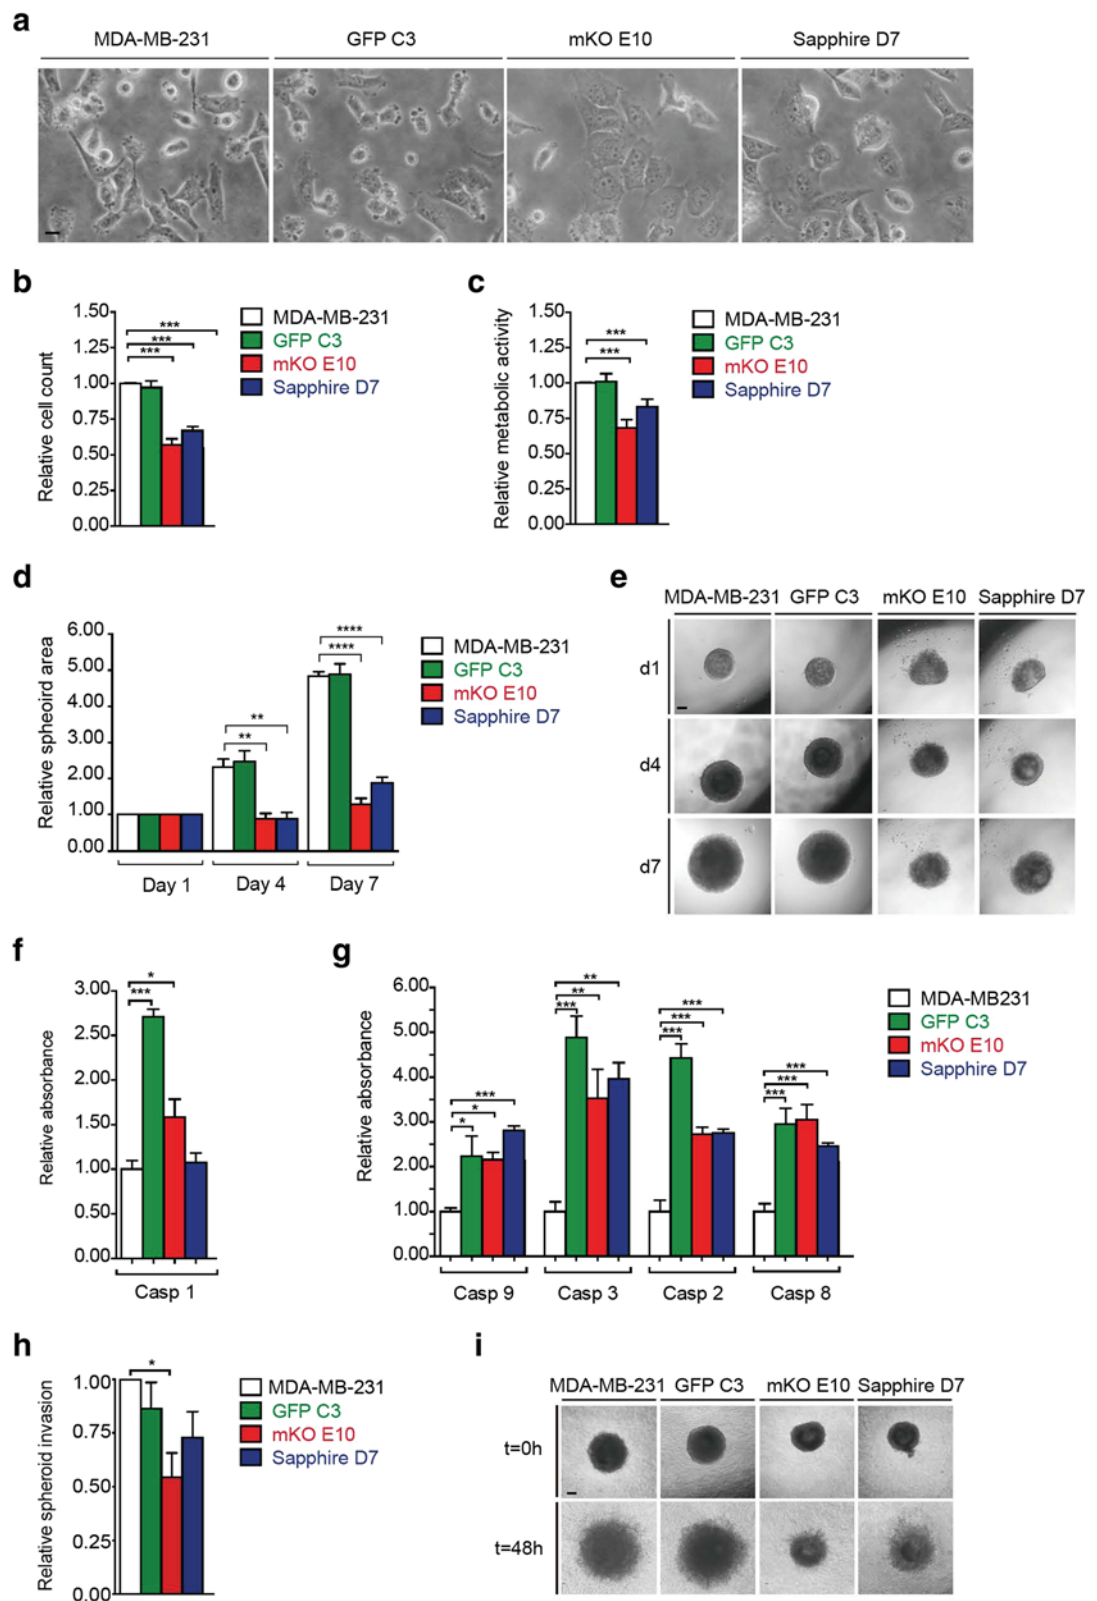 a
MDA-MB-231 GFP C3 mKO E10 Sapphire D7
b
Relative cell count
1.50
1.25
1.00
0.75
0.50
0.25
0.00
***
***
***
MDA-MB-231
GFP C3
mKO E10
Sapphire D7
c
Relative metabolic activity
1.50
1.25
1.00
0.75
0.50
0.25
0.00
***
***
MDA-MB-231
GFP C3
mKO E10
Sapphire D7
d
Relative spheoid area
6.00
5.00
4.00
3.00
2.00
1.00
0.00
**
**
****
****
Day 1 Day 4 Day 7
MDA-MB-231
GFP C3
mKO E10
Sapphire D7
e
MDA-MB-231 GFP C3 mKO E10 Sapphire D7
d1
d4
d7
f
Relative absorbance
3.00
2.50
2.00
1.50
1.00
0.50
0.00
*
***
Casp 1
g
Relative absorbance
6.00
5.00
4.00
3.00
2.00
1.00
0.00
***
*
*
**
**
***
***
***
***
***
***
***
Casp 9 Casp 3 Casp 2 Casp 8
MDA-MB231
GFP C3
mKO E10
Sapphire D7
h
Relative spheroid invasion
1.00
0.75
0.50
0.25
0.00
*
MDA-MB-231
GFP C3
mKO E10
Sapphire D7
i
MDA-MB-231 GFP C3 mKO E10 Sapphire D7
t=0h
t=48h